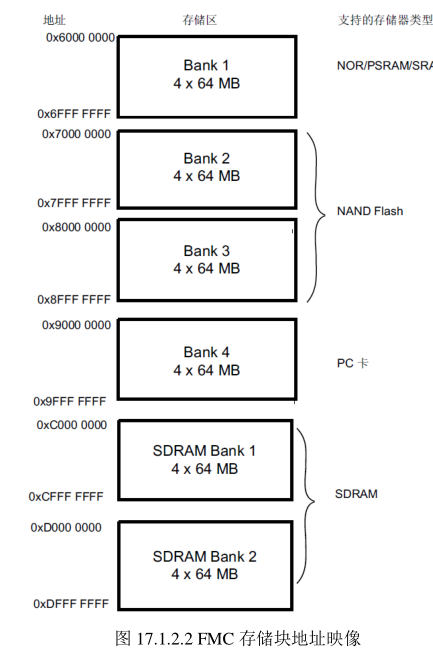 地址 存储区 支持的存储器类型
0x6000 0000
Bank 1
NOR/PSRAM/SRA
4 x 64 MB
0x6FFF FFFF
0x7000 0000
Bank 2
4 x 64 MB
0x7FFF FFFF
NAND Flash
0x8000 0000
Bank 3
4 x 64 MB
0x8FFF FFFF
0x9000 0000
Bank 4
PC 卡
4 x 64 MB
0x9FFF FFFF
0xC000 0000
SDRAM Bank 1
4 x 64 MB
0xCFFF FFFF
SDRAM
0xD000 0000
SDRAM Bank 2
4 x 64 MB
0xDFFF FFFF
图 17.1.2.2 FMC 存储块地址映像